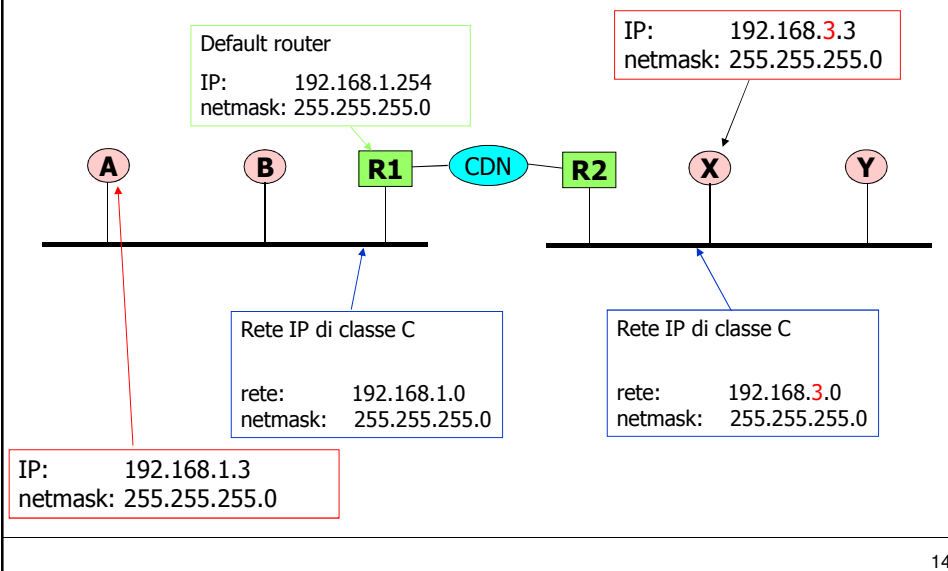 Default router
IP: 192.168.1.254
netmask: 255.255.255.0
IP: 192.168.3.3
netmask: 255.255.255.0
A
B
R1
CDN
R2
X
Y
Rete IP di classe C
rete: 192.168.1.0
netmask: 255.255.255.0
Rete IP di classe C
rete: 192.168.3.0
netmask: 255.255.255.0
IP: 192.168.1.3
netmask: 255.255.255.0
14